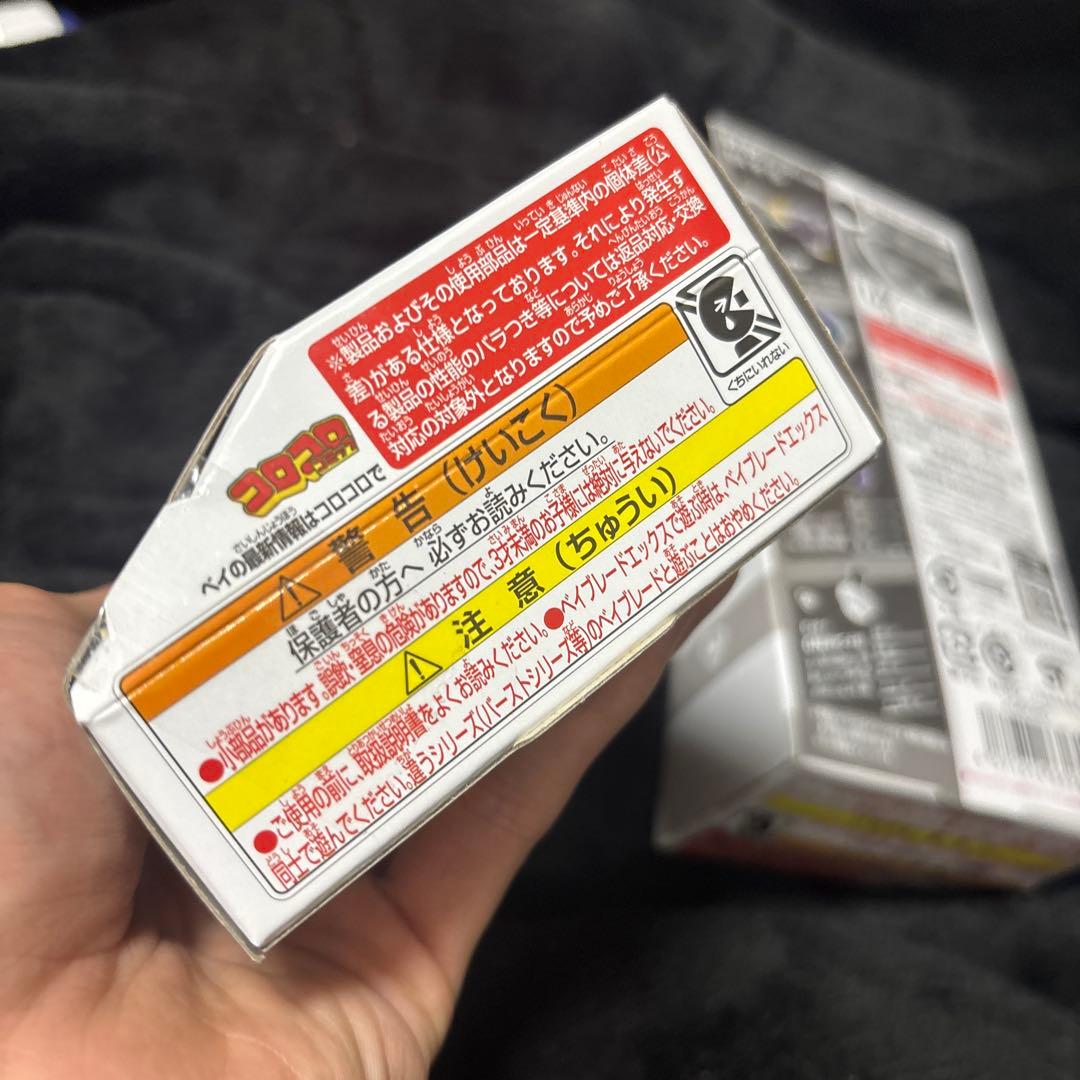 ※製品およびその使用部品は一定基準内の個体差(公
差)がある仕様となっております。それにより発生す
る製品の性能のバラつき等については返品対応・交換
対応の対象外となりますので予めご了承ください。
コロコロ
ベイの最新情報はコロコロで
くちにいれない
警告(けいこく)
保護者の方へ 必ずお読みください。
●小部品があります。誤飲・窒息の危険がありますので、3才未満のお子様には絶対に与えないでください。
注意(ちゅうい)
●ご使用の前に、取扱説明書をよくお読みください。●ベイブレードエックスで遊ぶ時は、ベイブレードエックス
同士で遊んでください。違うシリーズ(バーストシリーズ等)のベイブレードと遊ぶことはおやめください。